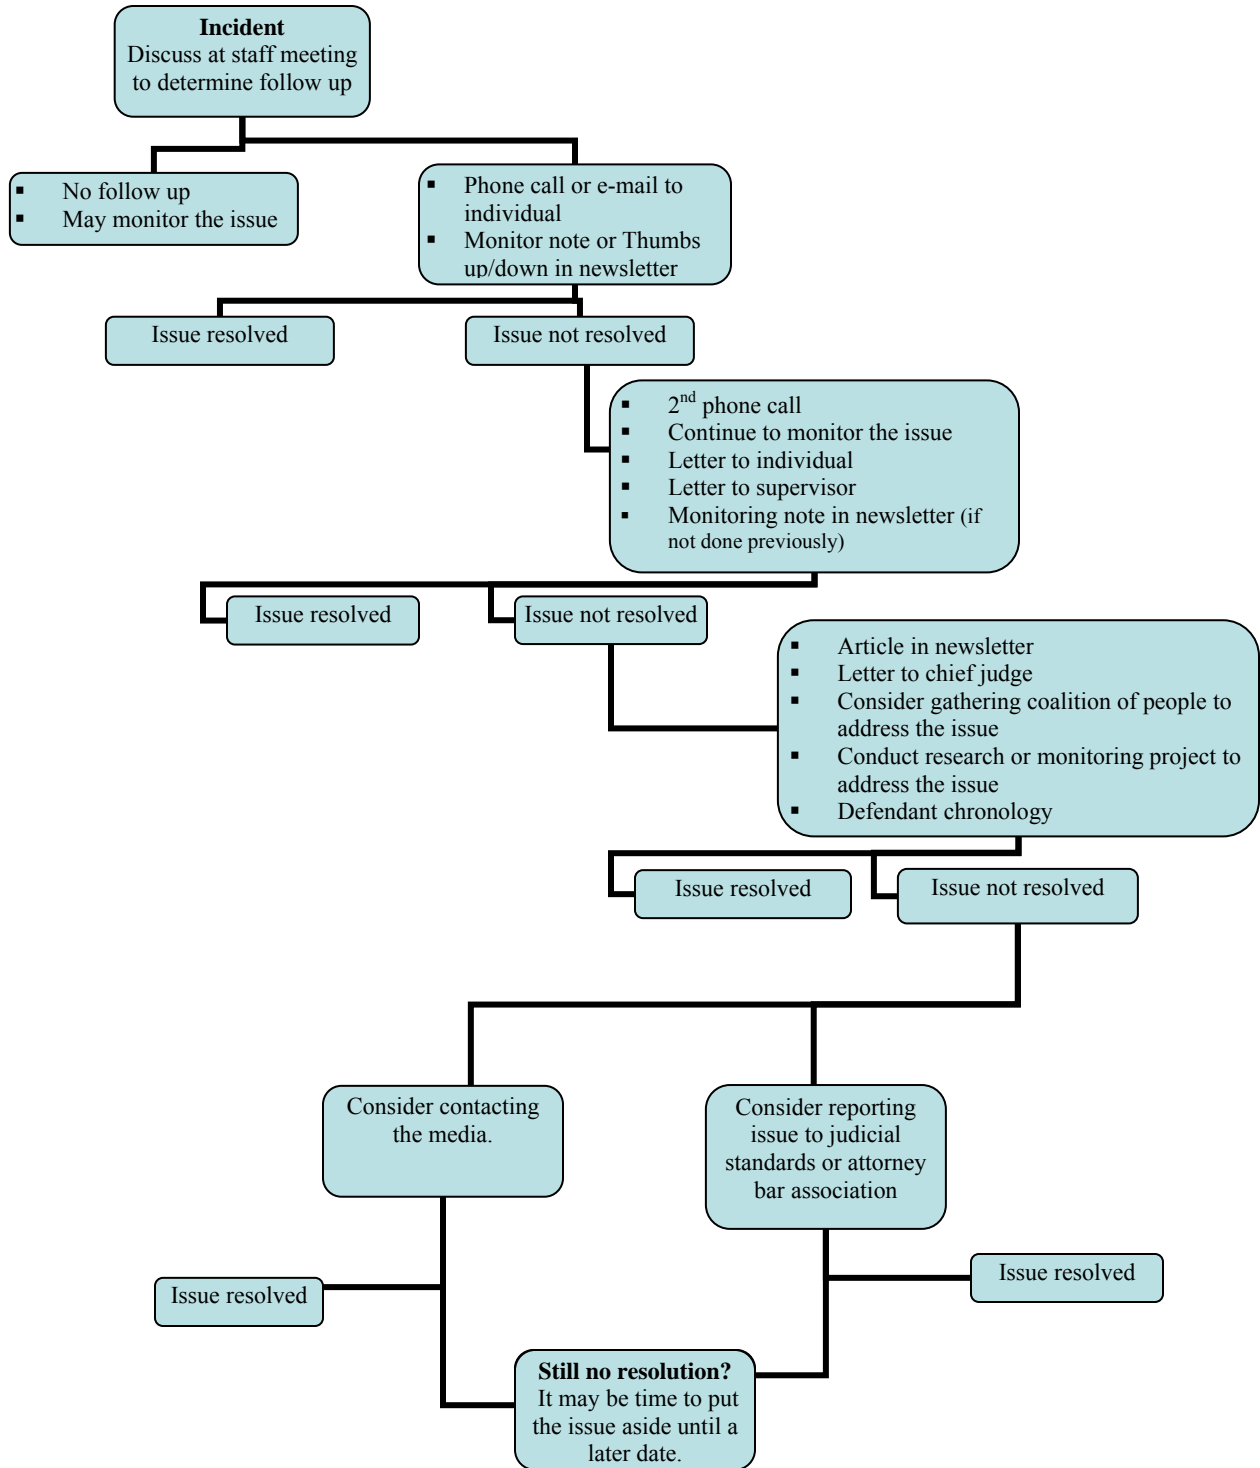 Incident
Discuss at staff meeting
to determine follow up
▪ No follow up
▪ May monitor the issue
▪ Phone call or e-mail to
individual
▪ Monitor note or Thumbs
up/down in newsletter
Issue resolved
Issue not resolved
▪ 2nd phone call
▪ Continue to monitor the issue
▪ Letter to individual
▪ Letter to supervisor
▪ Monitoring note in newsletter (if
not done previously)
Issue resolved
Issue not resolved
▪ Article in newsletter
▪ Letter to chief judge
▪ Consider gathering coalition of people to
address the issue
▪ Conduct research or monitoring project to
address the issue
▪ Defendant chronology
Issue resolved
Issue not resolved
Consider contacting
the media.
Consider reporting
issue to judicial
standards or attorney
bar association
Issue resolved
Issue resolved
Still no resolution?
It may be time to put
the issue aside until a
later date.